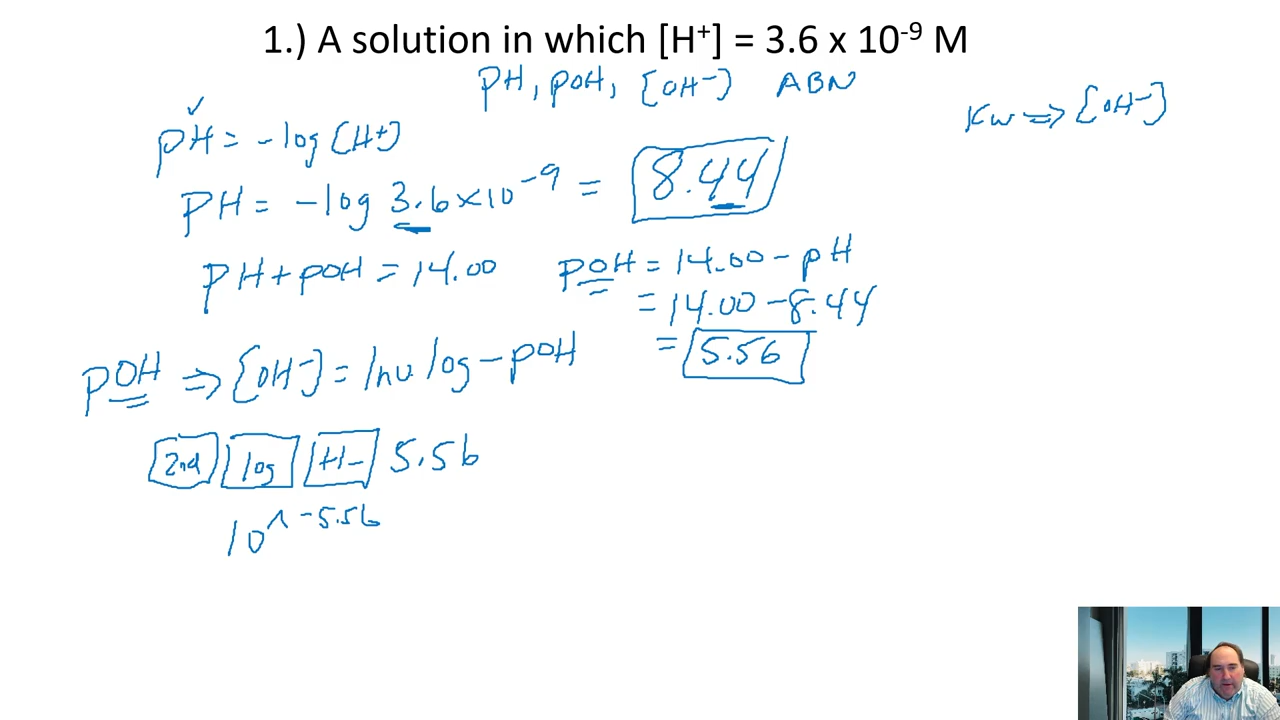 1.) A solution in which [H⁺] = 3.6 x 10⁻⁹ M
pH, pOH, [OH⁻] ABN
Kw ⇒ [OH⁻]
✓
pH = -log [H+]
pH = -log 3.6 x 10⁻⁹ = 8.44
pH + pOH = 14.00
pOH = 14.00 - pH
= 14.00 - 8.44
= 5.56
pOH ⇒ [OH⁻] = Inv. log - pOH
2nd log +/- 5.56
10^ -5.56